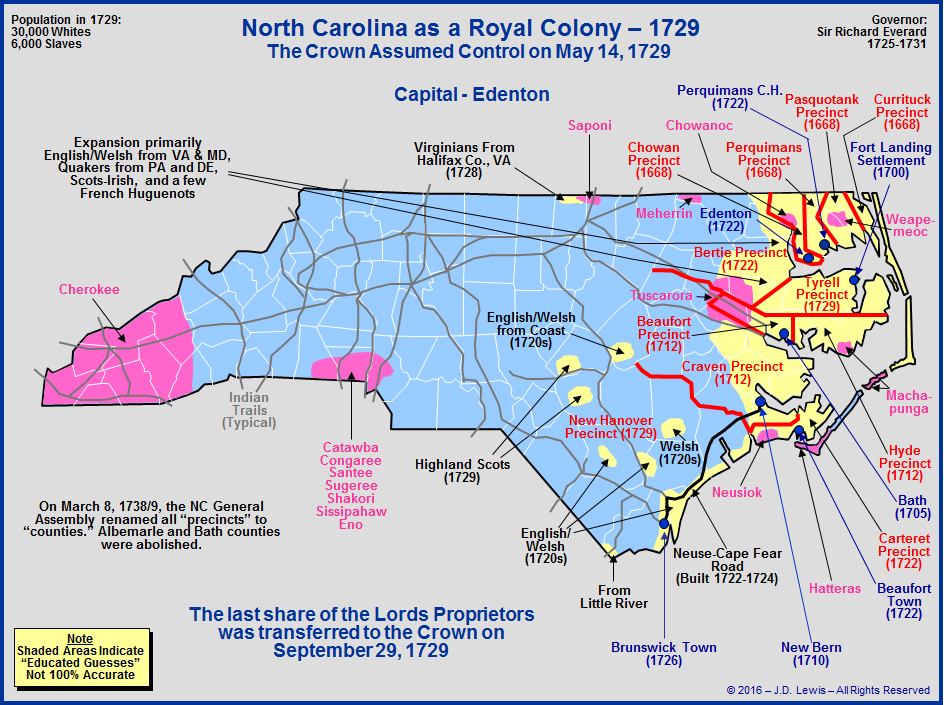 Population in 1729:
30,000 Whites
6,000 Slaves
North Carolina as a Royal Colony – 1729
The Crown Assumed Control on May 14, 1729
Governor:
Sir Richard Everard
1725-1731
Capital - Edenton
Perquimans C.H.
(1722)
Pasquotank
Precinct
(1668)
Currituck
Precinct
(1668)
Saponi
Chowanoc
Expansion primarily
English/Welsh from VA & MD,
Quakers from PA and DE,
Scots-Irish, and a few
French Huguenots
Virginians From
Halifax Co., VA
(1728)
Chowan
Precinct
(1668)
Perquimans
Precinct
(1668)
Fort Landing
Settlement
(1700)
Meherrin
Edenton
(1722)
Weape-
meoc
Bertie Precinct
(1722)
Cherokee
Tuscarora
Tyrell
Precinct
(1729)
English/Welsh
from Coast
(1720s)
Beaufort
Precinct
(1712)
Craven Precinct
(1712)
Indian
Trails
(Typical)
Macha-
punga
New Hanover
Precinct (1729)
Catawba
Congaree
Santee
Sugeree
Shakori
Sissipahaw
Eno
Highland Scots
(1729)
Welsh
(1720s)
Hyde
Precinct
(1712)
Neusiok
Bath
(1705)
On March 8, 1738/9, the NC General
Assembly renamed all “precincts” to
“counties.” Albemarle and Bath counties
were abolished.
English/
Welsh
(1720s)
Neuse-Cape Fear
Road
(Built 1722-1724)
Carteret
Precinct
(1722)
From
Little River
Hatteras
Beaufort
Town
(1722)
The last share of the Lords Proprietors
was transferred to the Crown on
September 29, 1729
Brunswick Town
(1726)
New Bern
(1710)
Note
Shaded Areas Indicate
“Educated Guesses”
Not 100% Accurate
© 2016 – J.D. Lewis – All Rights Reserved